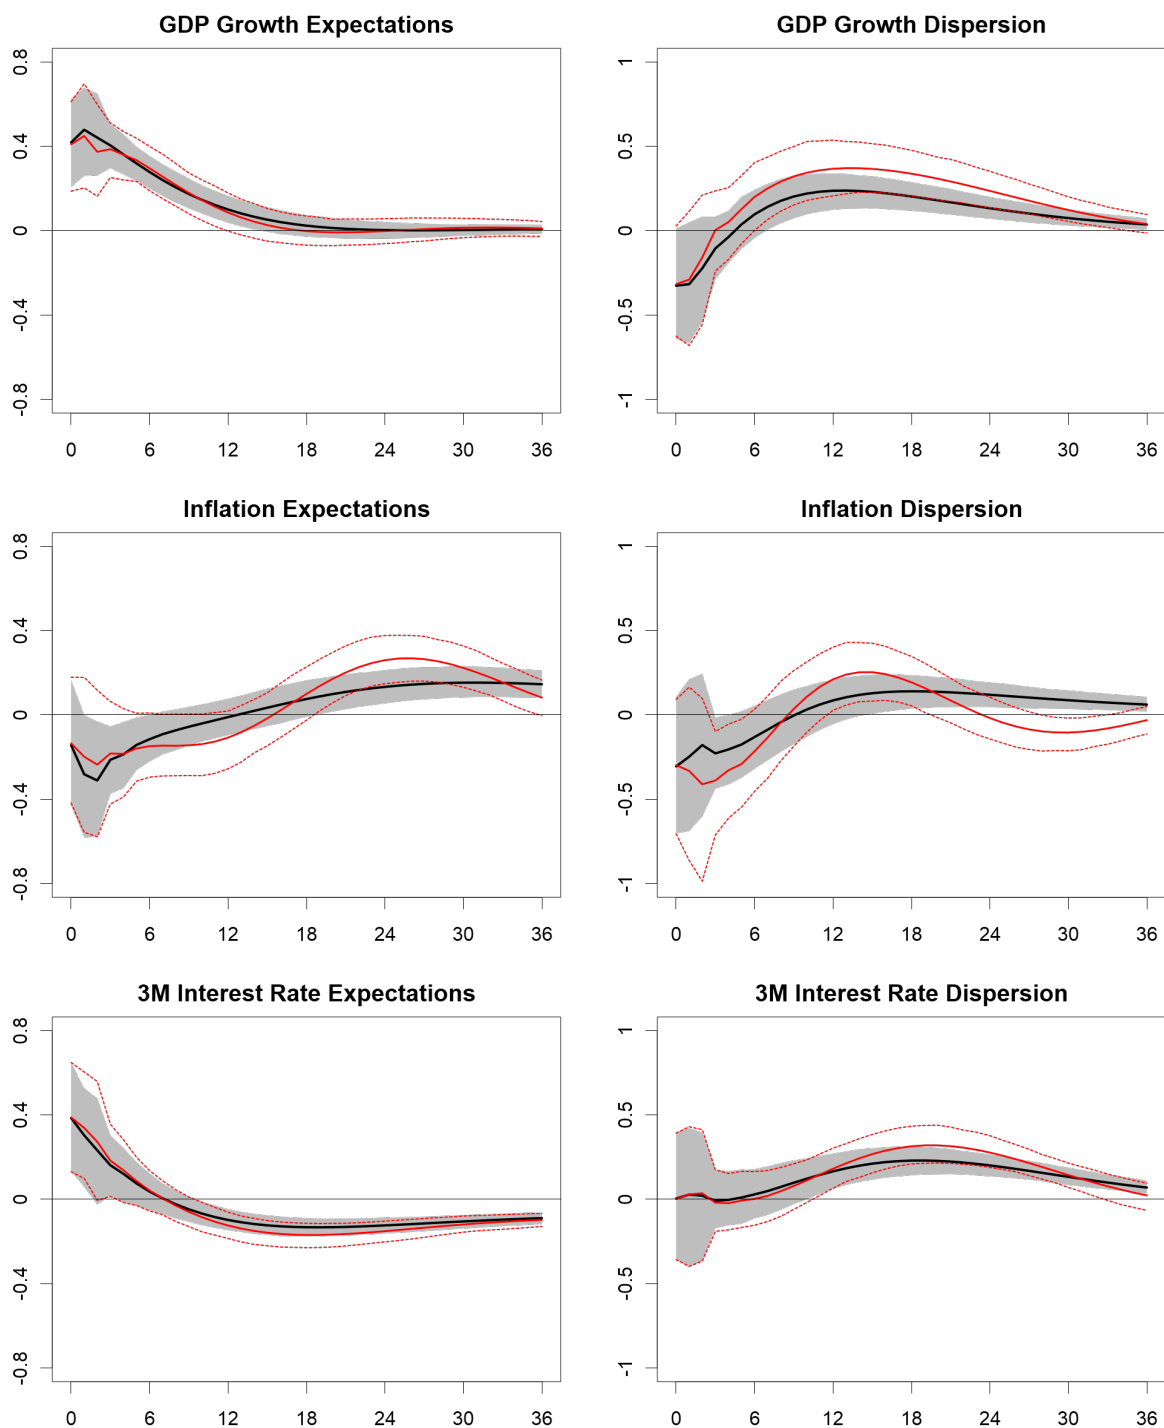 GDP Growth Expectations
0.8
0.4
0
-0.4
-0.8
0 6 12 18 24 30 36
GDP Growth Dispersion
1
0.5
0
-0.5
-1
0 6 12 18 24 30 36
Inflation Expectations
0.8
0.4
0
-0.4
-0.8
0 6 12 18 24 30 36
Inflation Dispersion
1
0.5
0
-0.5
-1
0 6 12 18 24 30 36
3M Interest Rate Expectations
0.8
0.4
0
-0.4
-0.8
0 6 12 18 24 30 36
3M Interest Rate Dispersion
1
0.5
0
-0.5
-1
0 6 12 18 24 30 36